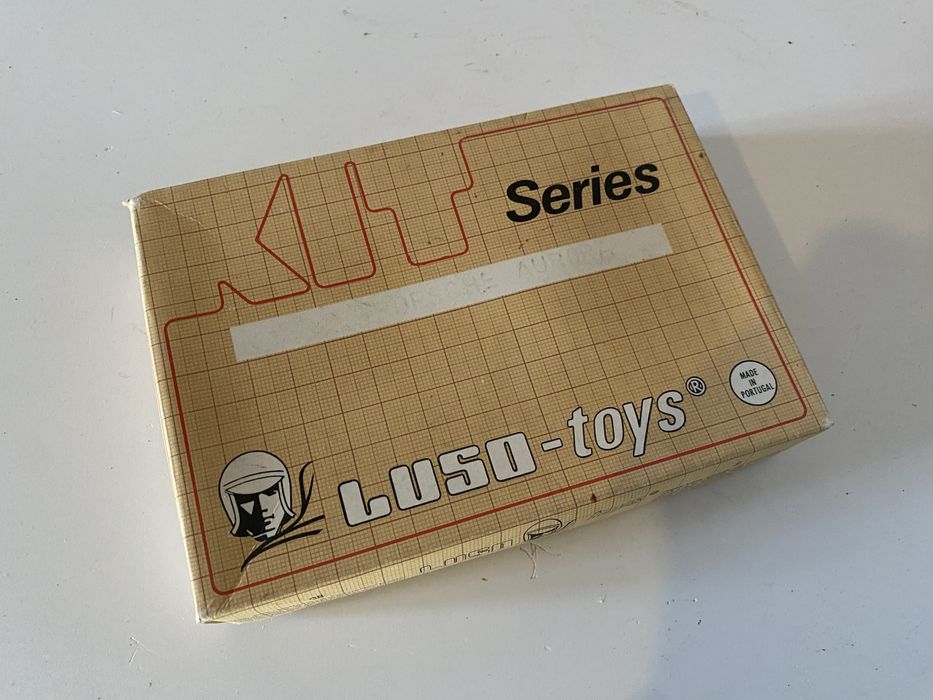 KIT
Series
PORSCHE AURORA
LUSO-toys®
MADE
IN
PORTUGAL